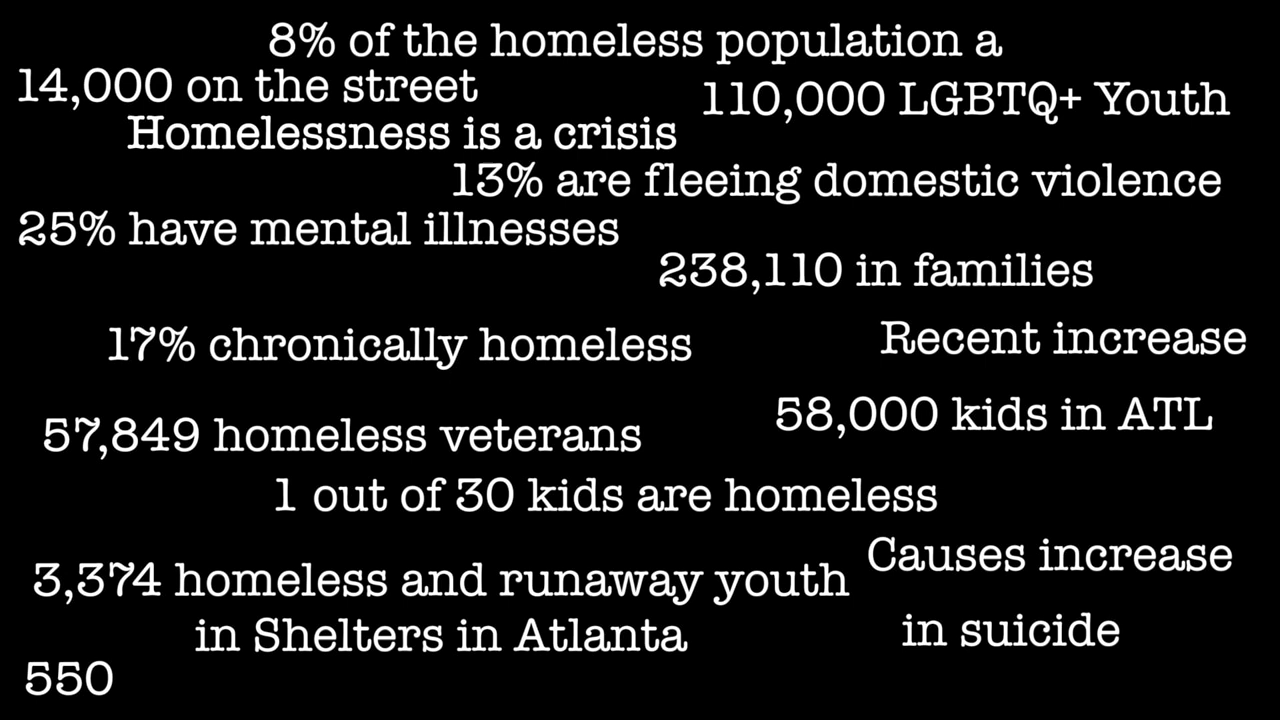 8% of the homeless population a
14,000 on the street
110,000 LGBTQ+ Youth
Homelessness is a crisis
13% are fleeing domestic violence
25% have mental illnesses
238,110 in families
17% chronically homeless
Recent increase
58,000 kids in ATL
57,849 homeless veterans
1 out of 30 kids are homeless
3,374 homeless and runaway youth
in Shelters in Atlanta
Causes increase
in suicide
550